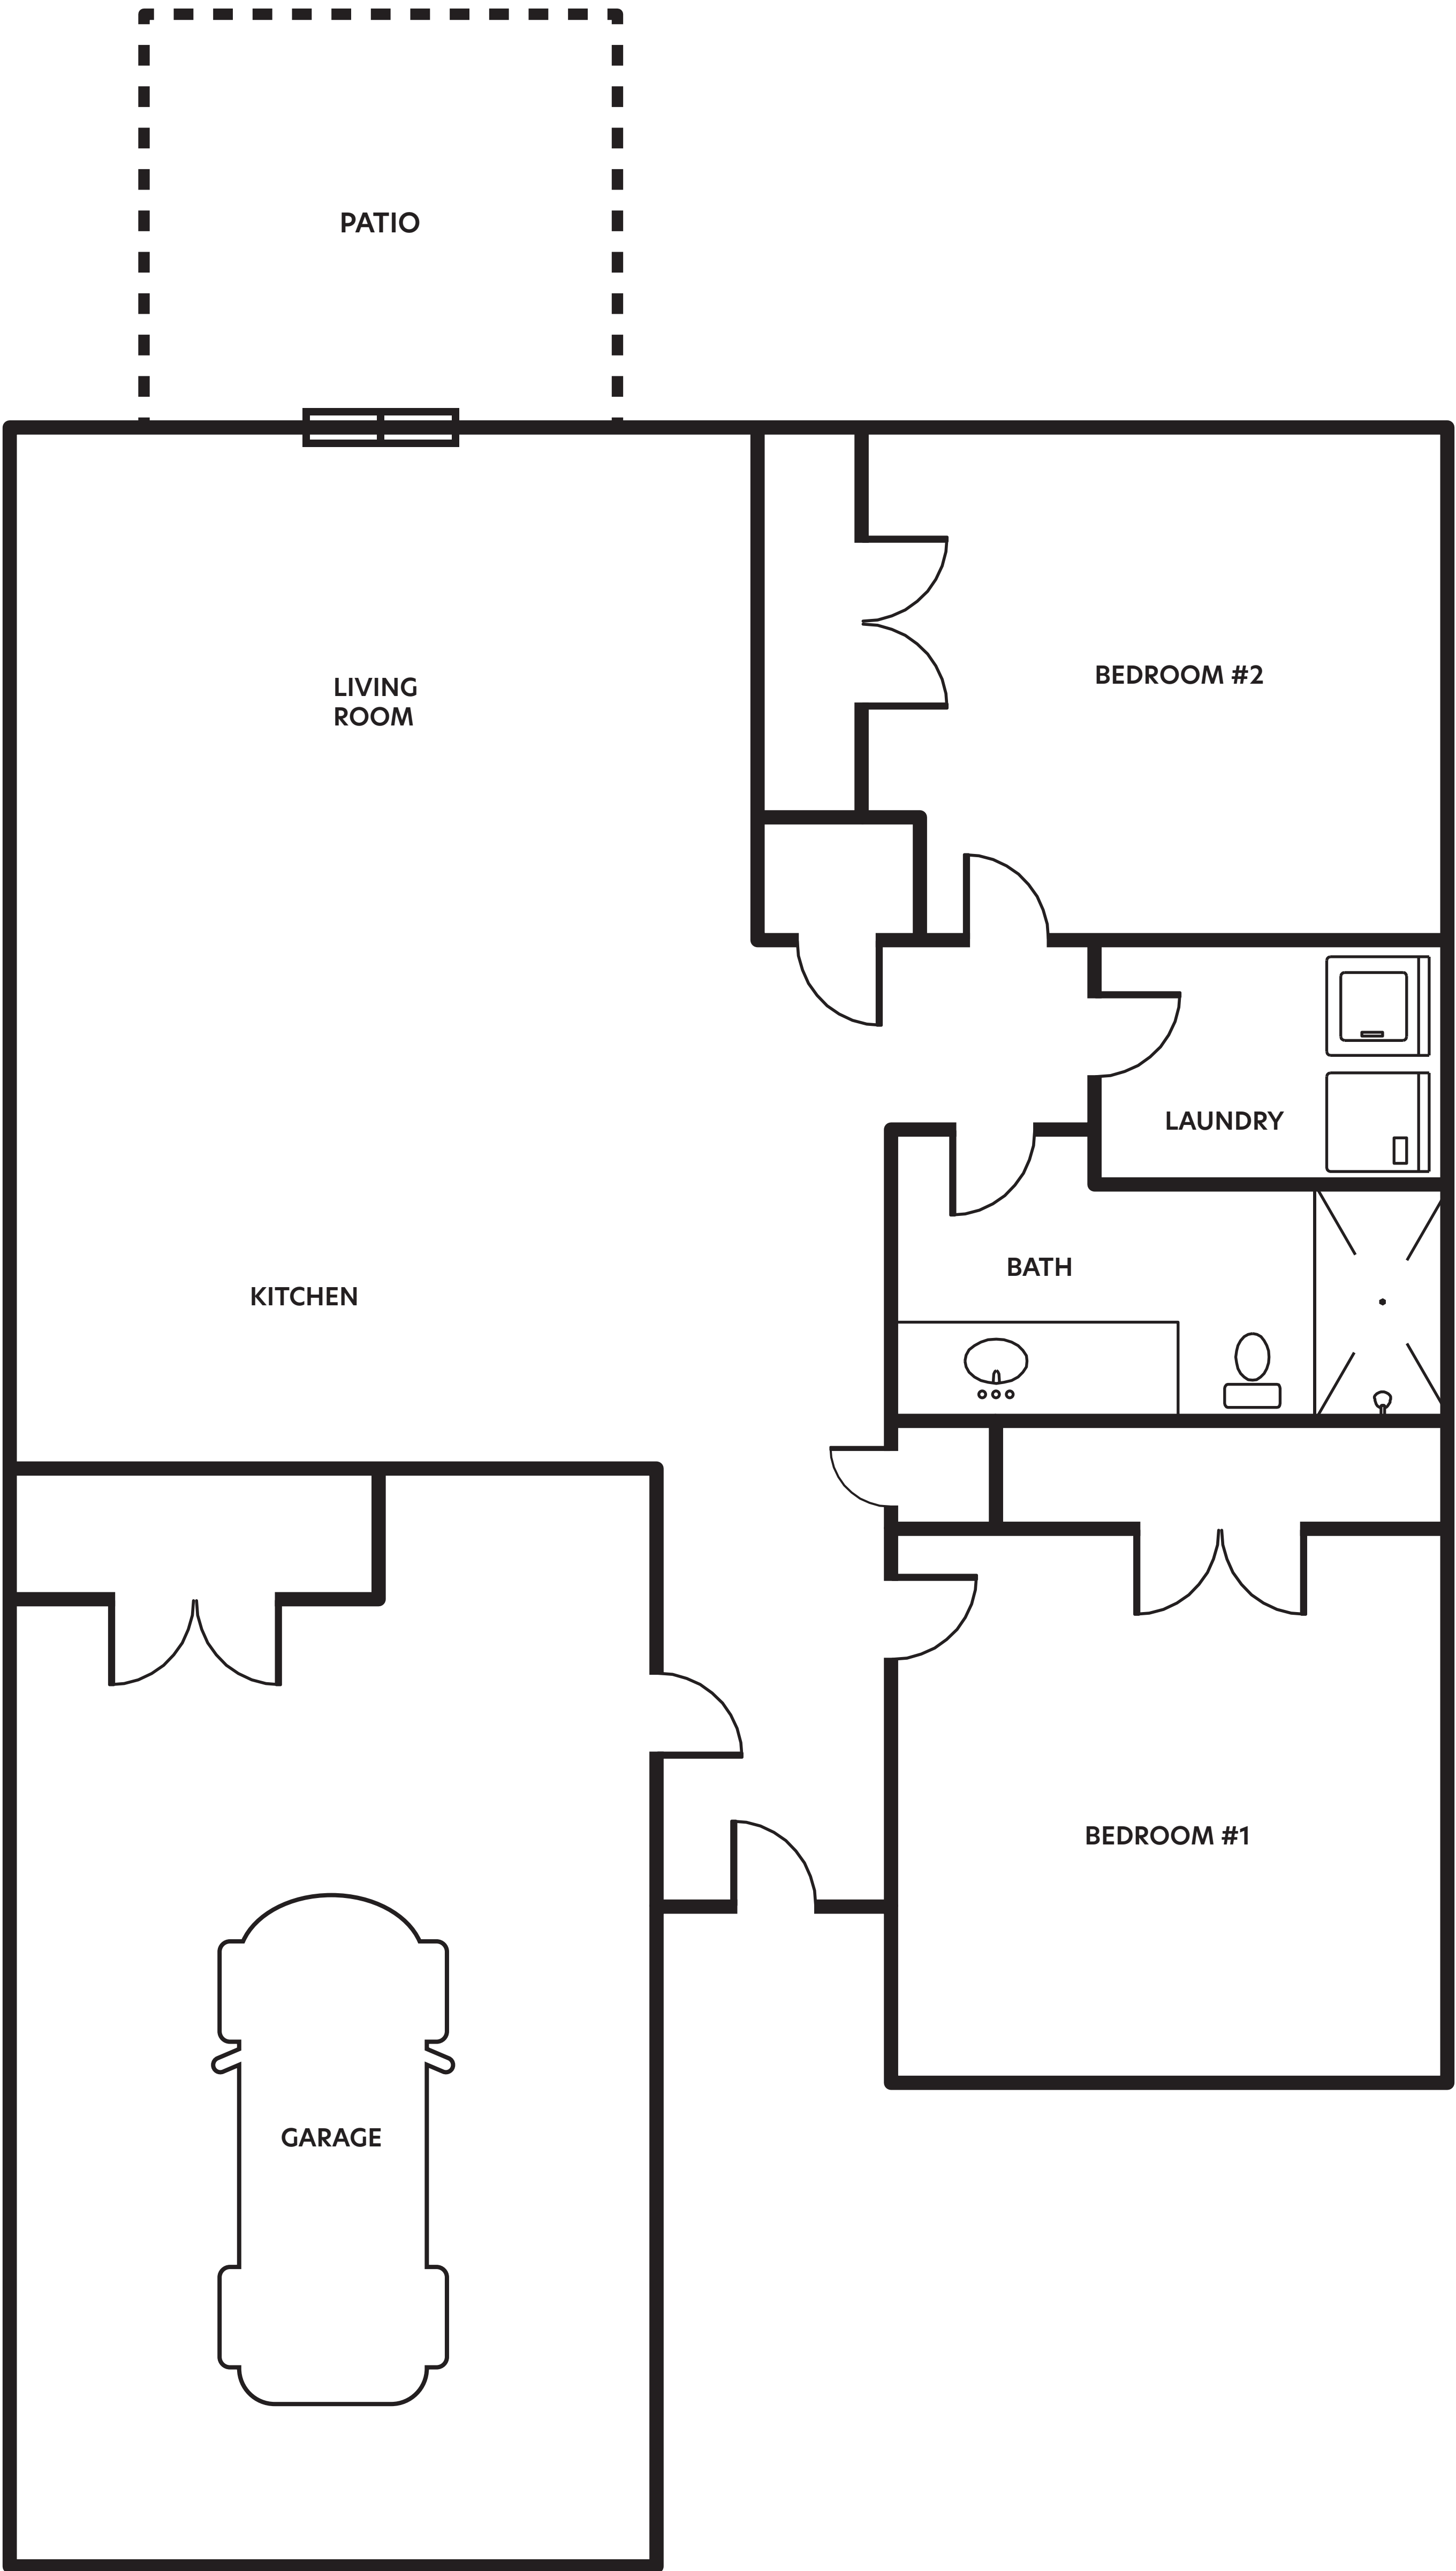 PATIO
LIVING
ROOM
BEDROOM #2
LAUNDRY
BATH
KITCHEN
BEDROOM #1
GARAGE